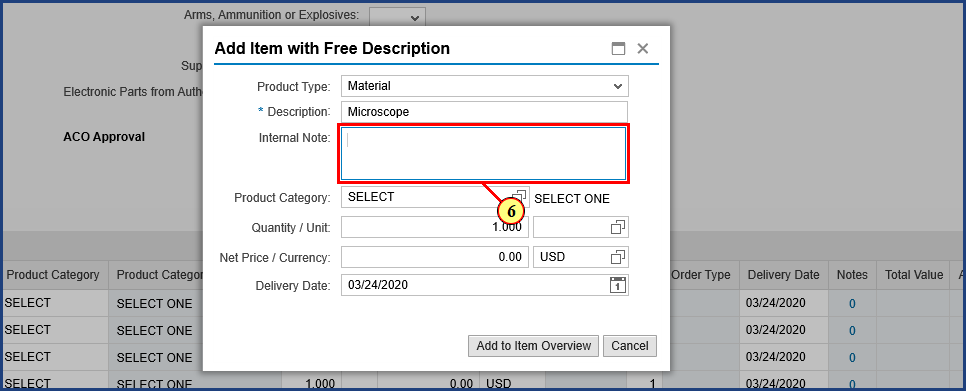 Arms, Ammunition or Explosives:
Add Item with Free Description
Sup
Product Type: Material
Electronic Parts from Autho
* Description: Microscope
ACO Approval
Internal Note:
Product Category: SELECT SELECT ONE
6
Quantity / Unit: 1.000
Net Price / Currency: 0.00 USD
Product Category Product Catego Order Type Delivery Date Notes Total Value A
Delivery Date: 03/24/2020 1
SELECT SELECT ONE 03/24/2020 0
SELECT SELECT ONE 03/24/2020 0
Add to Item Overview Cancel
SELECT SELECT ONE 03/24/2020 0
SELECT SELECT ONE 1.000 0.00 USD 1 03/24/2020 0